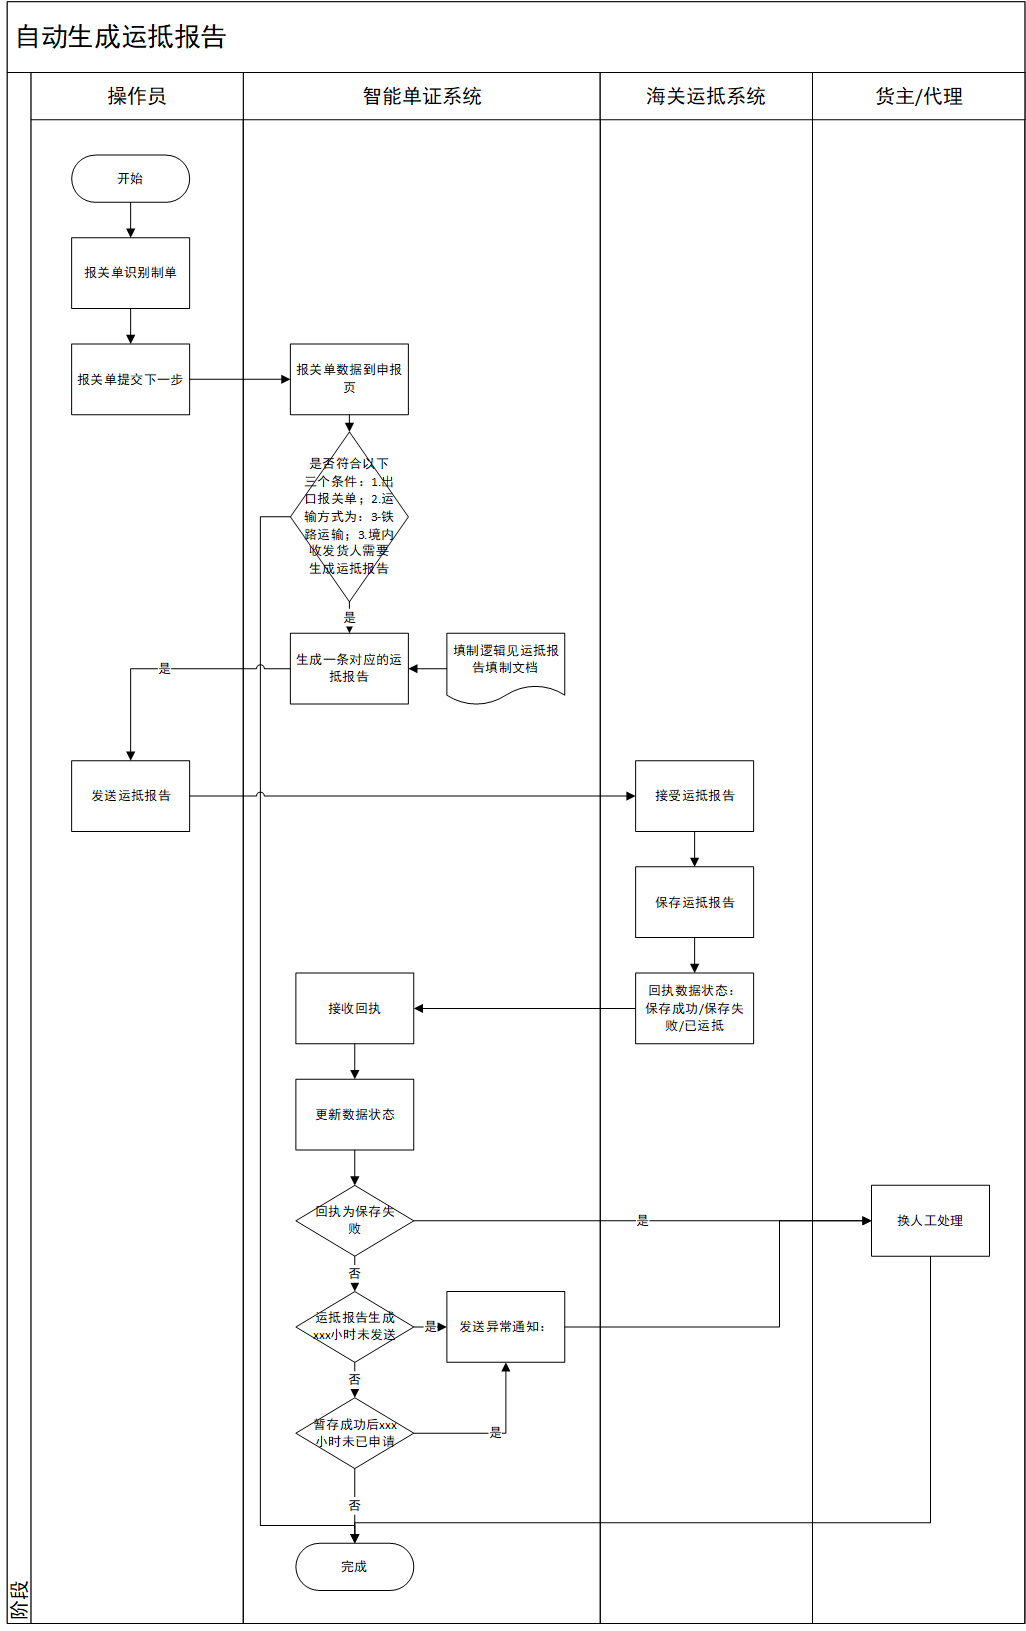 自动生成运抵报告
操作员
智能单证系统
海关运抵系统
货主/代理
开始
报关单识别制单
报关单提交下一步
报关单数据到申报
页
是否符合以下
三个条件：1.出
口报关单；2.运
输方式为：3-铁
路运输；3.境内
收发货人需要
生成运抵报告
是
生成一条对应的运
抵报告
填制逻辑见运抵报
告填制文档
是
发送运抵报告
接受运抵报告
保存运抵报告
回执数据状态：
保存成功/保存失
败/已运抵
接收回执
更新数据状态
回执为保存失
败
是
换人工处理
否
运抵报告生成
xxx小时未发送
是
发送异常通知：
否
暂存成功后xxx
小时未已申请
是
否
完成
阶段